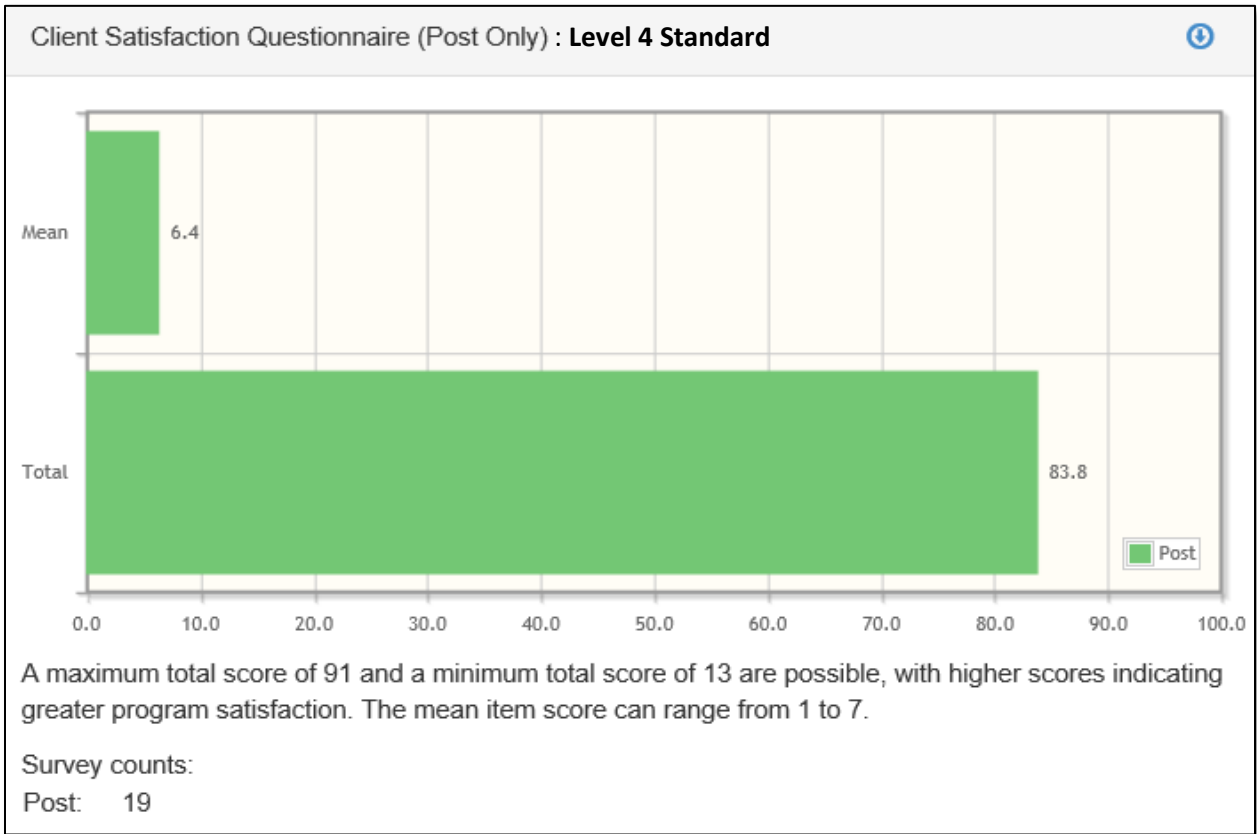 Client Satisfaction Questionnaire (Post Only) : Level 4 Standard
Mean
6.4
Total
83.8
Post
0.0 10.0 20.0 30.0 40.0 50.0 60.0 70.0 80.0 90.0 100.0
A maximum total score of 91 and a minimum total score of 13 are possible, with higher scores indicating
greater program satisfaction. The mean item score can range from 1 to 7.
Survey counts:
Post: 19